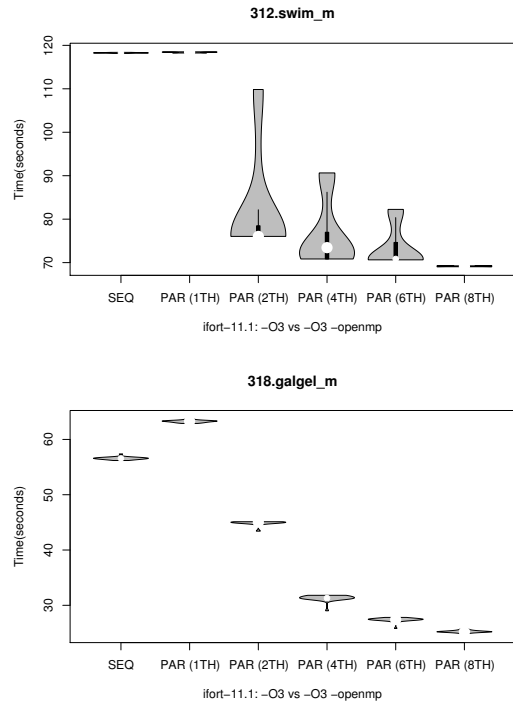 312.swim_m
Time(seconds)
120
110
100
90
80
70
SEQ PAR (1TH) PAR (2TH) PAR (4TH) PAR (6TH) PAR (8TH)
ifort−11.1: −O3 vs −O3 −openmp
318.galgel_m
Time(seconds)
60
50
40
30
SEQ PAR (1TH) PAR (2TH) PAR (4TH) PAR (6TH) PAR (8TH)
ifort−11.1: −O3 vs −O3 −openmp